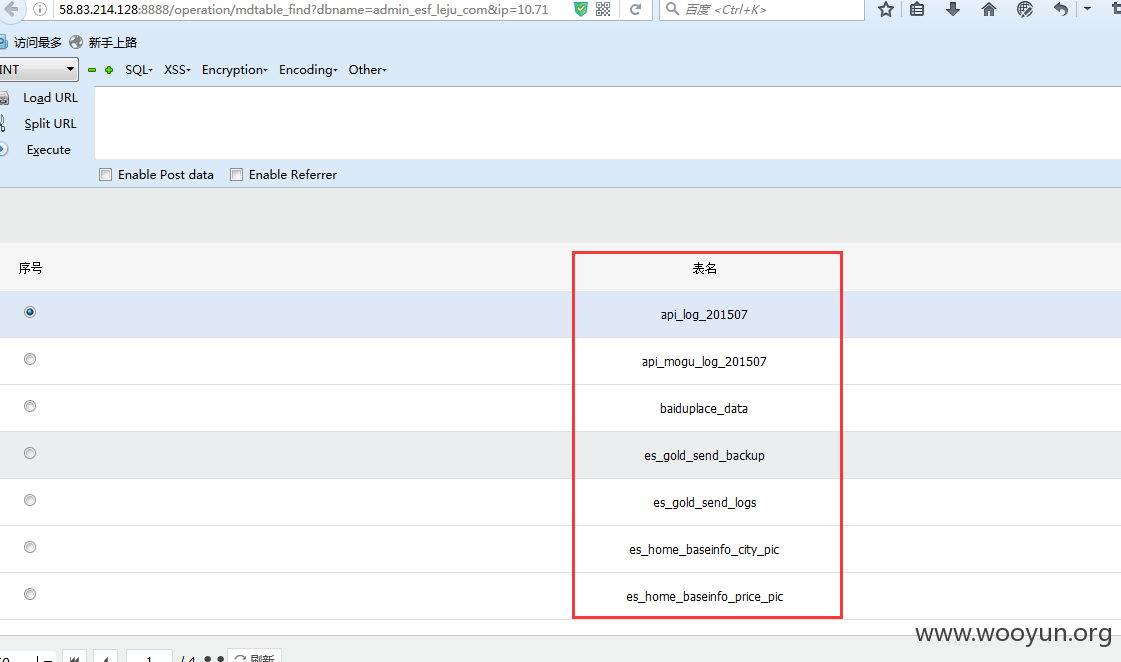 58.83.214.128:8888/operation/mdtable_find?dbname=admin_esf_leju_com&ip=10.71
百度 <Ctrl+K>
访问最多 新手上路
INT SQL XSS Encryption Encoding Other
Load URL
Split URL
Execute
Enable Post data Enable Referrer
序号 表名
api_log_201507
api_mogu_log_201507
baiduplace_data
es_gold_send_backup
es_gold_send_logs
es_home_baseinfo_city_pic
es_home_baseinfo_price_pic
www.wooyun.org
1 / 4 刷新